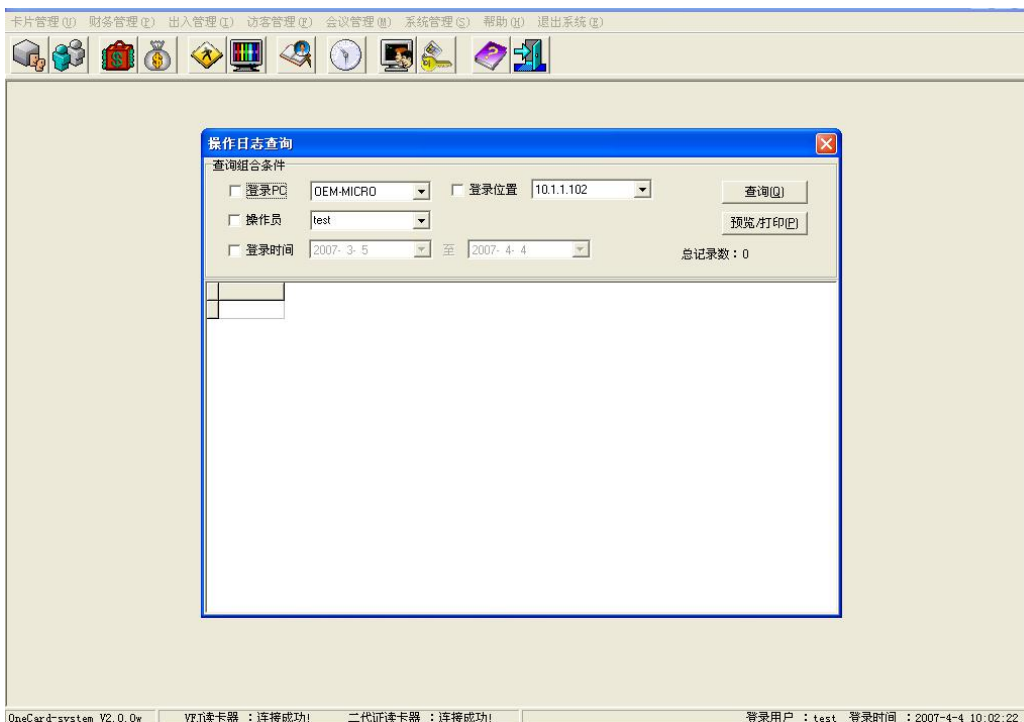 卡片管理(U) 财务管理(P) 出入管理(I) 访客管理(F) 会议管理(M) 系统管理(S) 帮助(H) 退出系统(E)
操作日志查询
查询组合条件
登录PC OEM-MICRO 登录位置 10.1.1.102 查询(Q)
操作员 test 预览/打印(P)
登录时间 2007- 3- 5 至 2007- 4- 4 总记录数：0
OneCard-system V2.0.0w VFJ读卡器 ：连接成功! 二代证读卡器 ：连接成功! 登录用户 ：test 登录时间 ：2007-4-4 10:02:22